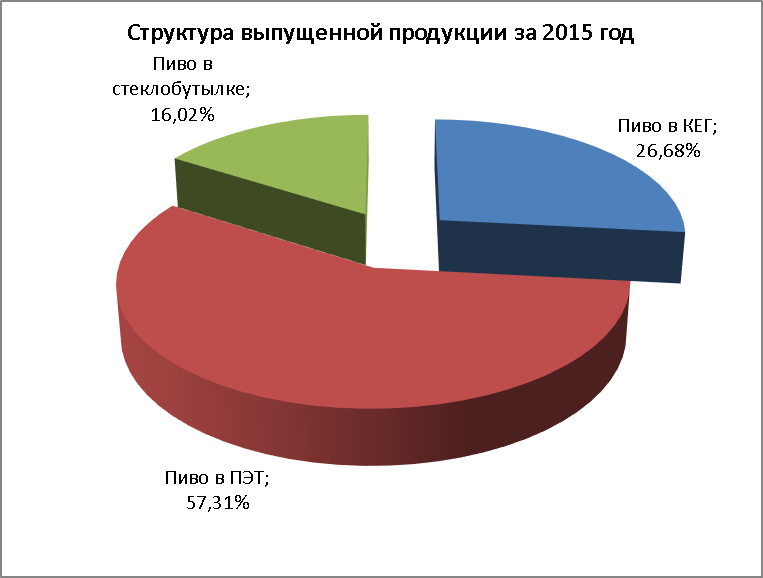 Структура выпущенной продукции за 2015 год
Пиво в
стеклобутылке;
16,02%
Пиво в КЕГ;
26,68%
Пиво в ПЭТ;
57,31%